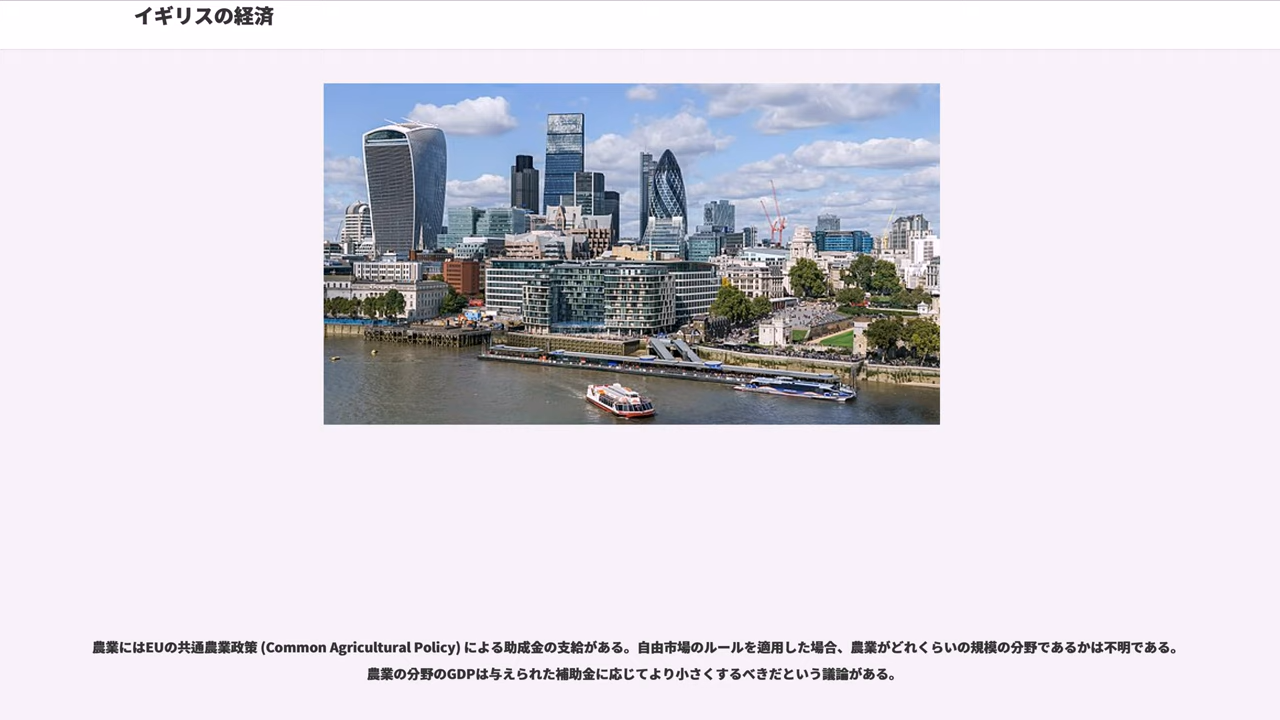 イギリスの経済
農業にはEUの共通農業政策 (Common Agricultural Policy) による助成金の支給がある。自由市場のルールを適用した場合、農業がどれくらいの規模の分野であるかは不明である。
農業の分野のGDPは与えられた補助金に応じてより小さくするべきだという議論がある。